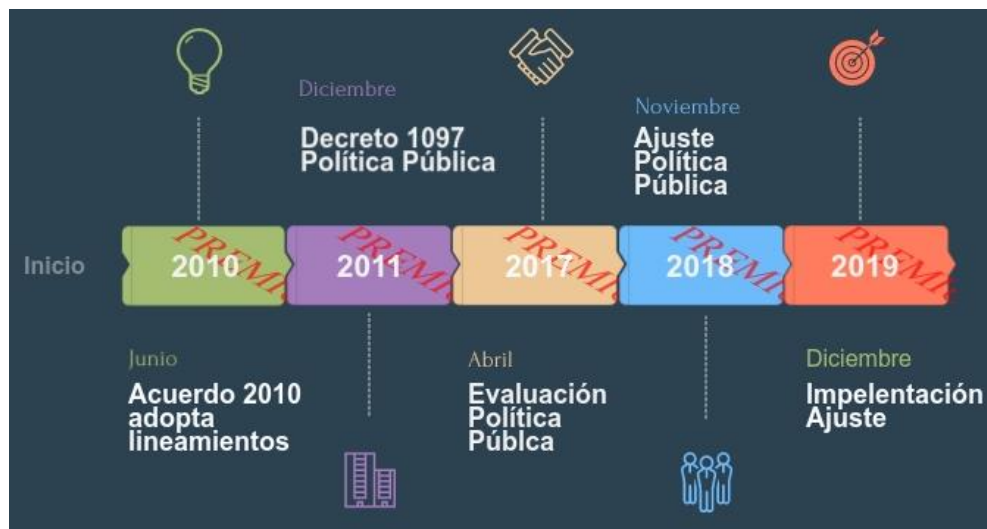 Diciembre
Decreto 1097
Política Pública
Noviembre
Ajuste
Política
Pública
Inicio
2010
2011
2017
2018
2019
Junio
Acuerdo 2010
adopta
lineamientos
Abril
Evaluación
Política
Públca
Diciembre
Impelentación
Ajuste